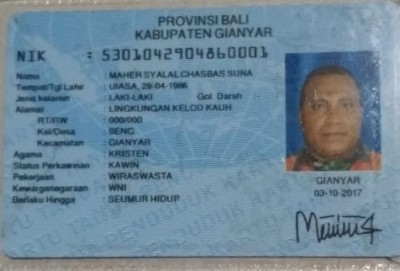 PROVINSI BALI
KABUPATEN GIANYAR
NIK : 5301042904860001
Nama : MAHER SYALAL CHASBAS SUNA
Tempat/Tgl Lahir : UIASA, 29-04-1986
Jenis kelamin : LAKI-LAKI Gol. Darah :-
Alamat : LINGKUNGAN KELOD KAUH
RT/RW : 000/000
Kel/Desa : BENG
Kecamatan : GIANYAR
Agama : KRISTEN
Status Perkawinan : KAWIN
Pekerjaan : WIRASWASTA
Kewarganegaraan : WNI
Berlaku Hingga : SEUMUR HIDUP
GIANYAR
03-10-2017